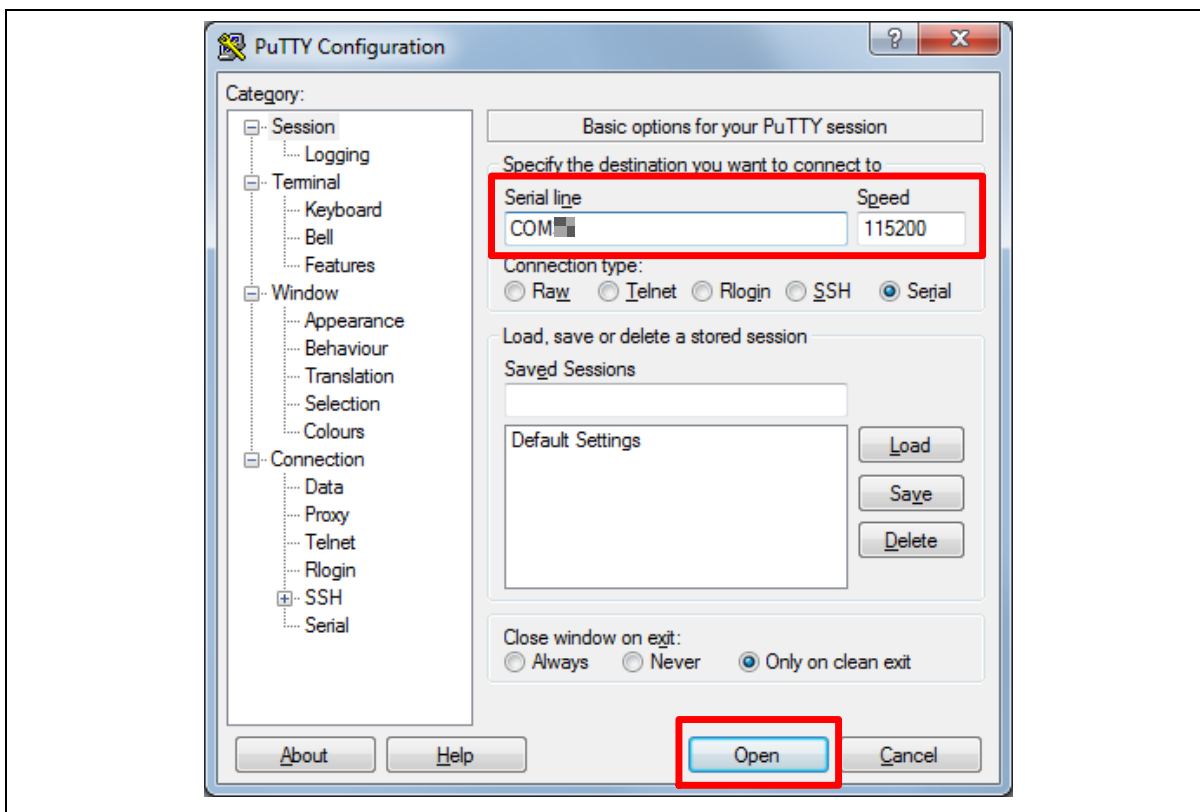 PuTTY Configuration
Category:
Session
Logging
Terminal
Keyboard
Bell
Features
Window
Appearance
Behaviour
Translation
Selection
Colours
Connection
Data
Proxy
Telnet
Rlogin
SSH
Serial
Basic options for your PuTTY session
Specify the destination you want to connect to
Serial line Speed
COM 115200
Connection type:
Raw Telnet Rlogin SSH Serial
Load, save or delete a stored session
Saved Sessions
Default Settings
Load
Save
Delete
Close window on exit:
Always Never Only on clean exit
About Help Open Cancel